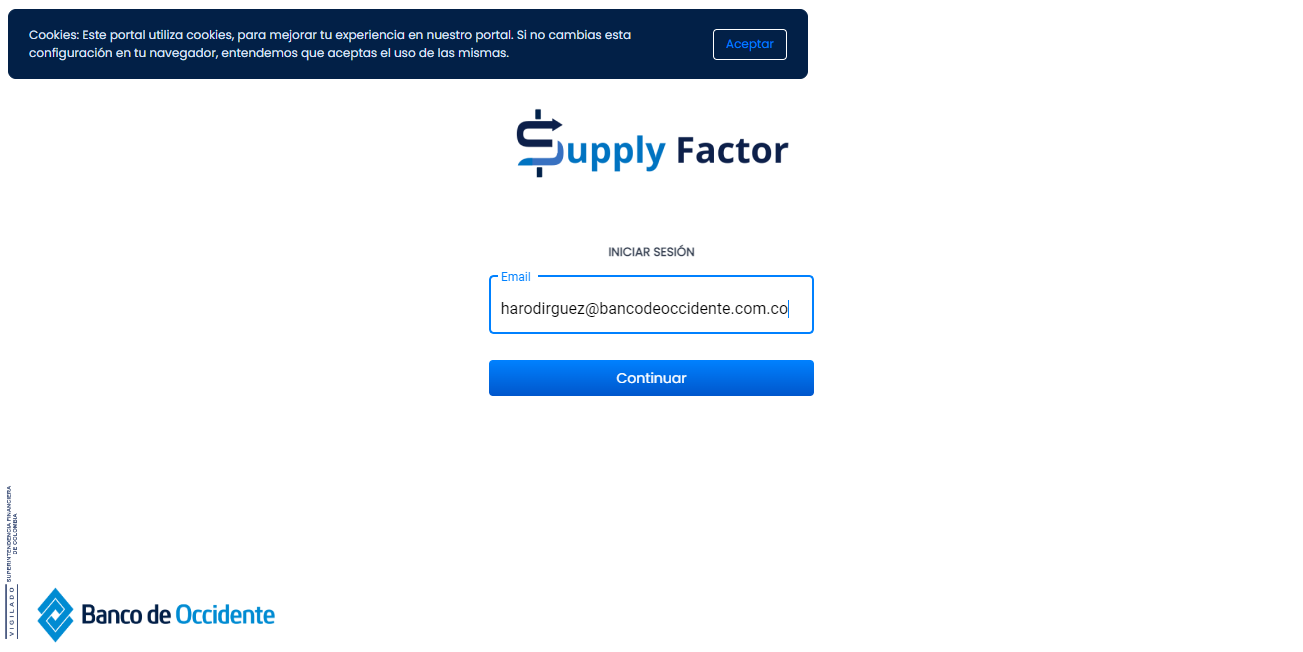 Cookies: Este portal utiliza cookies, para mejorar tu experiencia en nuestro portal. Si no cambias esta
configuración en tu navegador, entendemos que aceptas el uso de las mismas.
Aceptar
Supply Factor
INICIAR SESIÓN
Email
harodirguez@bancodeoccidente.com.co
Continuar
SUPERINTENDENCIA FINANCIERA
DE COLOMBIA
VIGILADO
Banco de Occidente